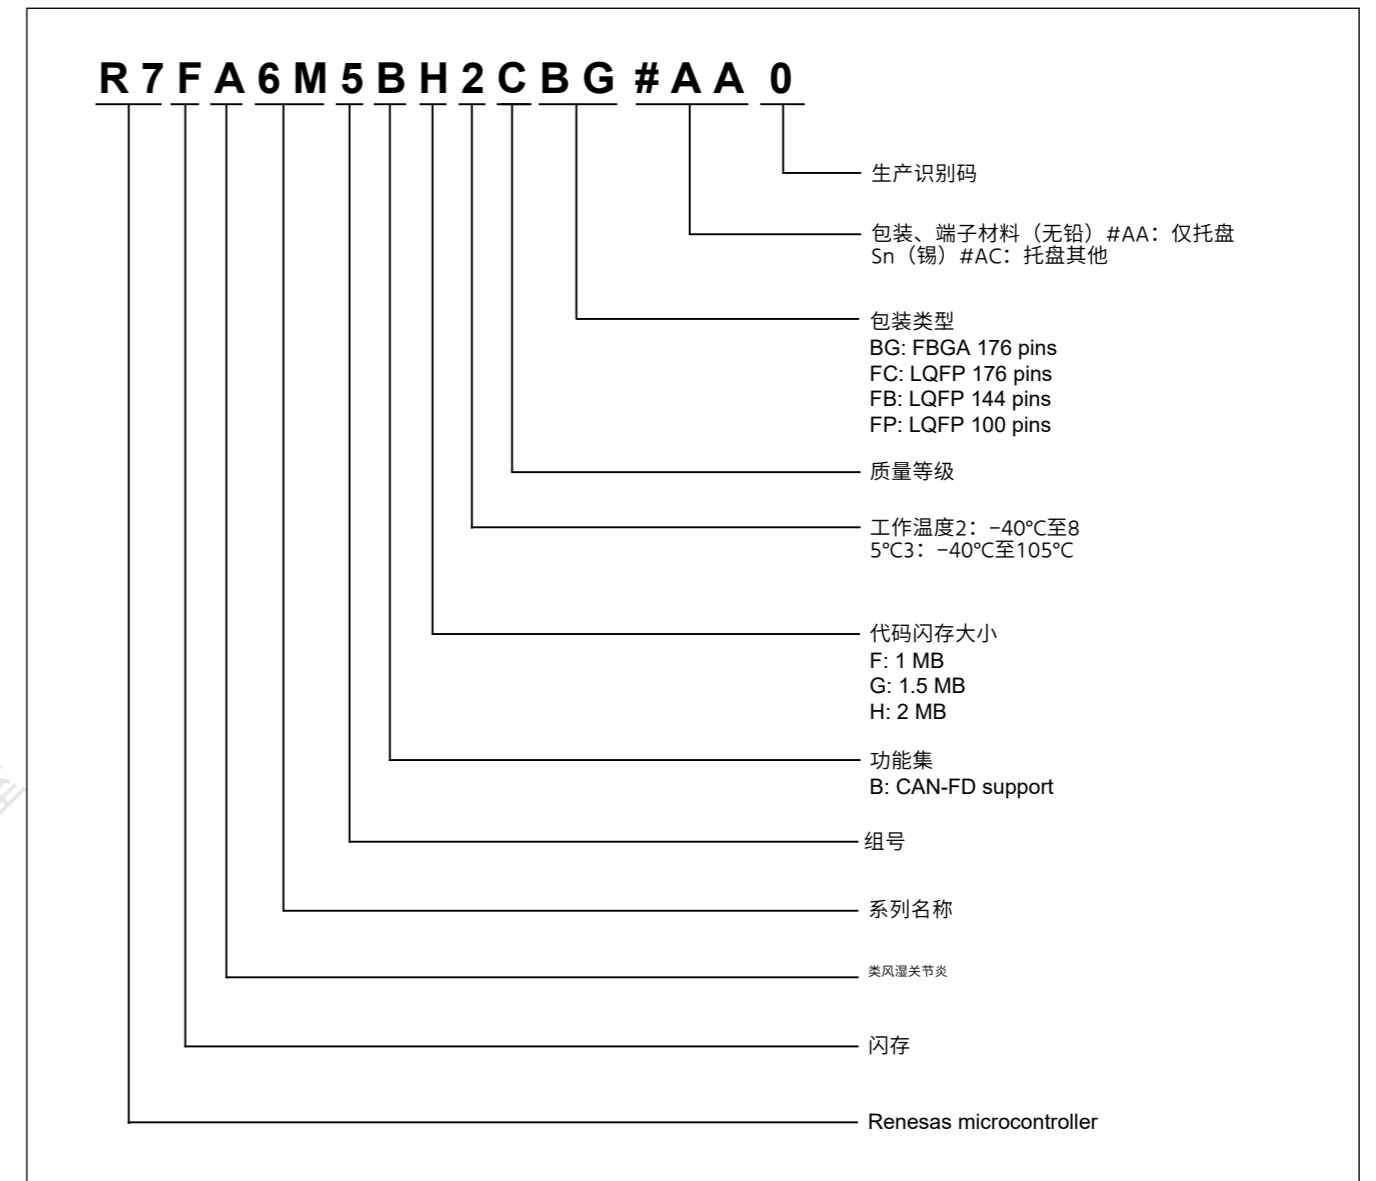 R7FA6M5BH2CBG#AA0
生产识别码
包装、端子材料（无铅）#AA：仅托盘
Sn（锡）#AC：托盘其他
包装类型
BG: FBGA 176 pins
FC: LQFP 176 pins
FB: LQFP 144 pins
FP: LQFP 100 pins
质量等级
工作温度2：−40°C至8
5°C3：−40°C至105°C
代码闪存大小
F: 1 MB
G: 1.5 MB
H: 2 MB
功能集
B: CAN-FD support
组号
系列名称
类风湿关节炎
闪存
Renesas microcontroller